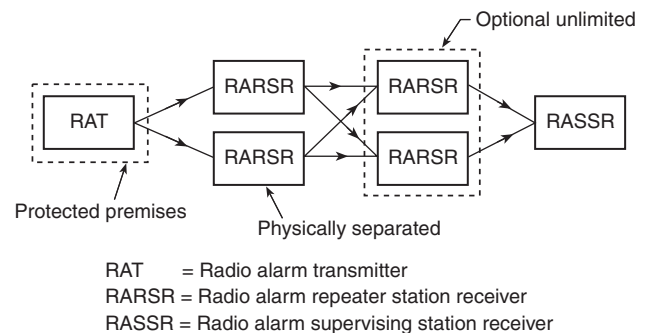 Optional unlimited
RARSR
RARSR
RAT
RASSR
RARSR
RARSR
Protected premises
Physically separated
RAT = Radio alarm transmitter
RARSR = Radio alarm repeater station receiver
RASSR = Radio alarm supervising station receiver